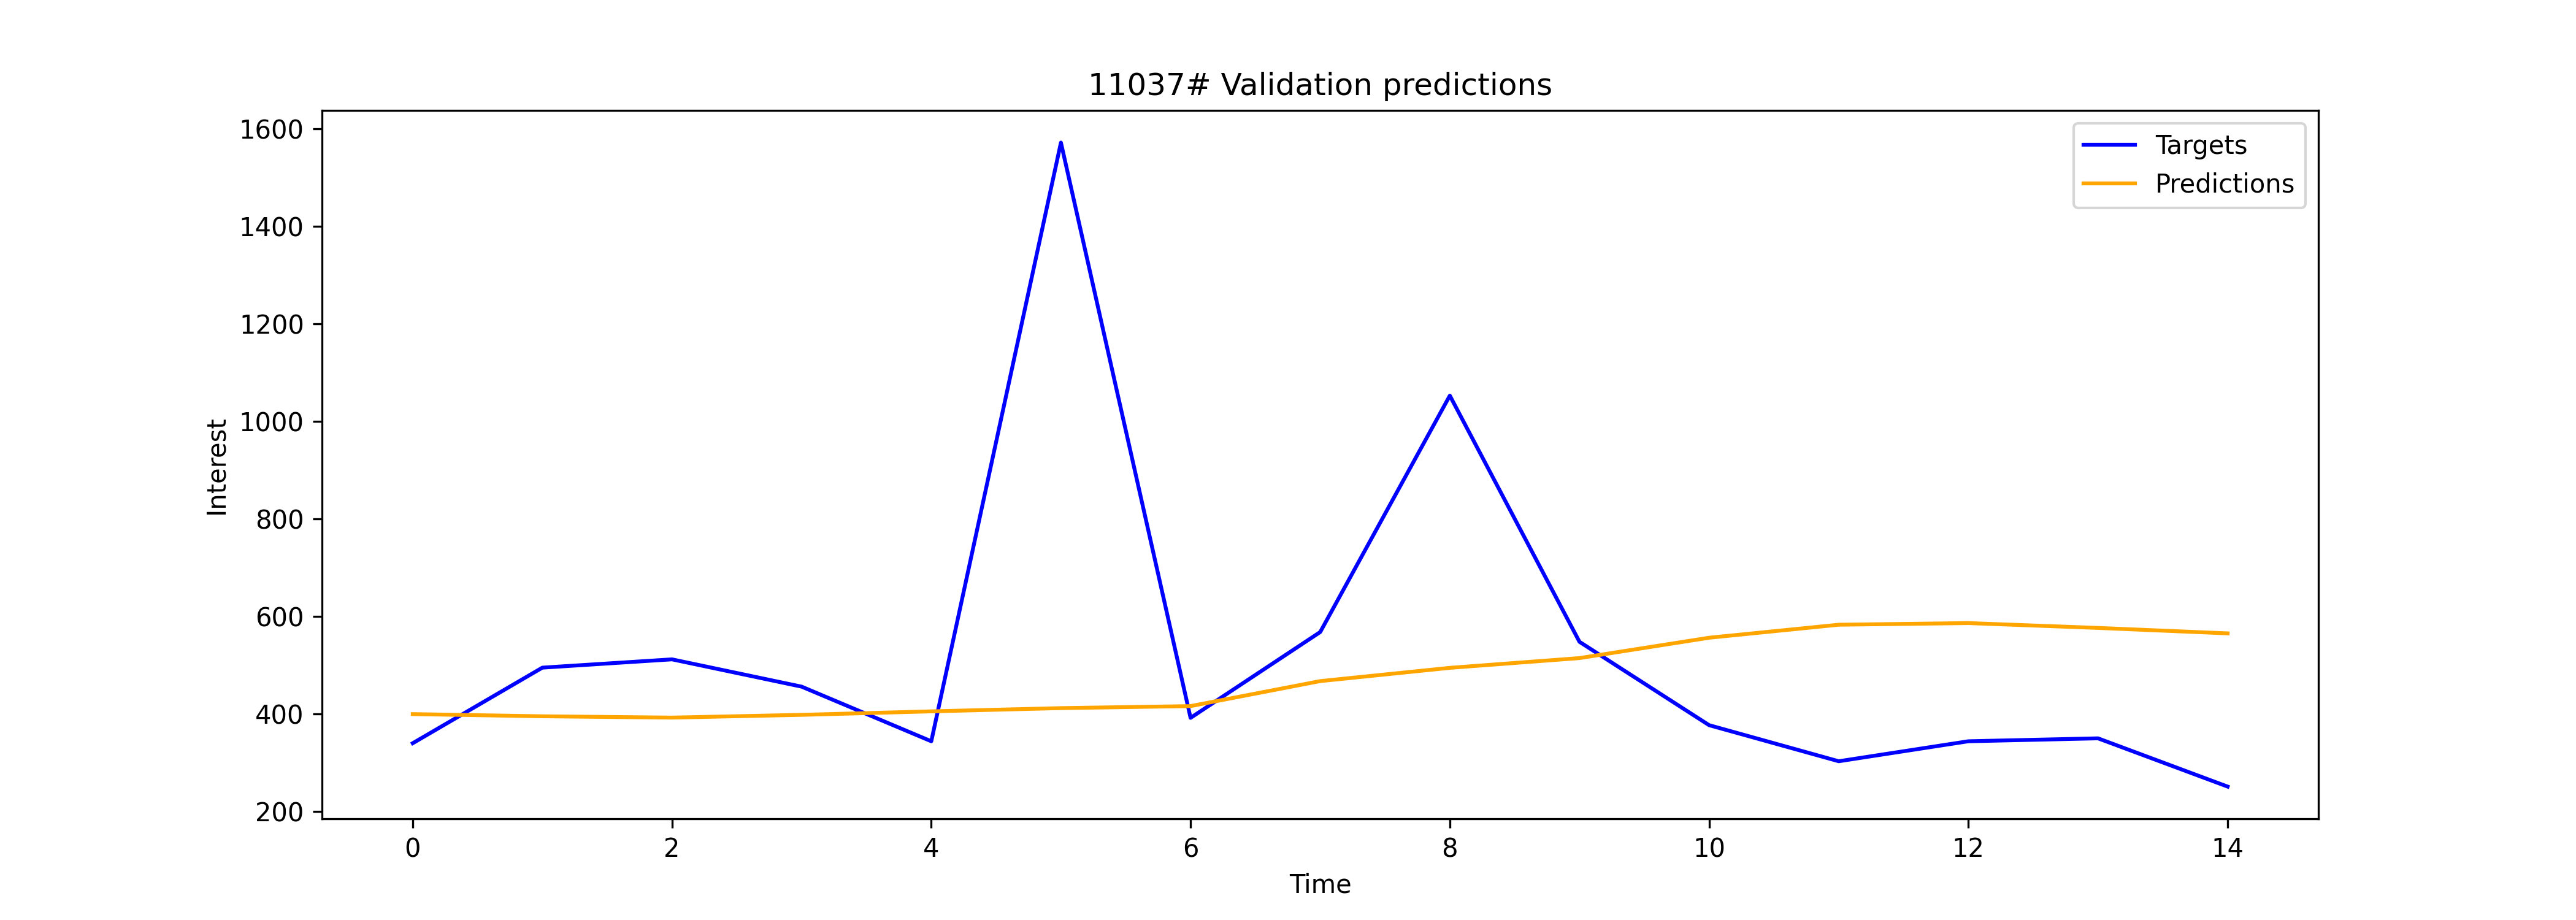 11037# Validation predictions
Targets
Predictions
1600
1400
1200
1000
800
600
400
200
Interest
0 2 4 6 8 10 12 14
Time